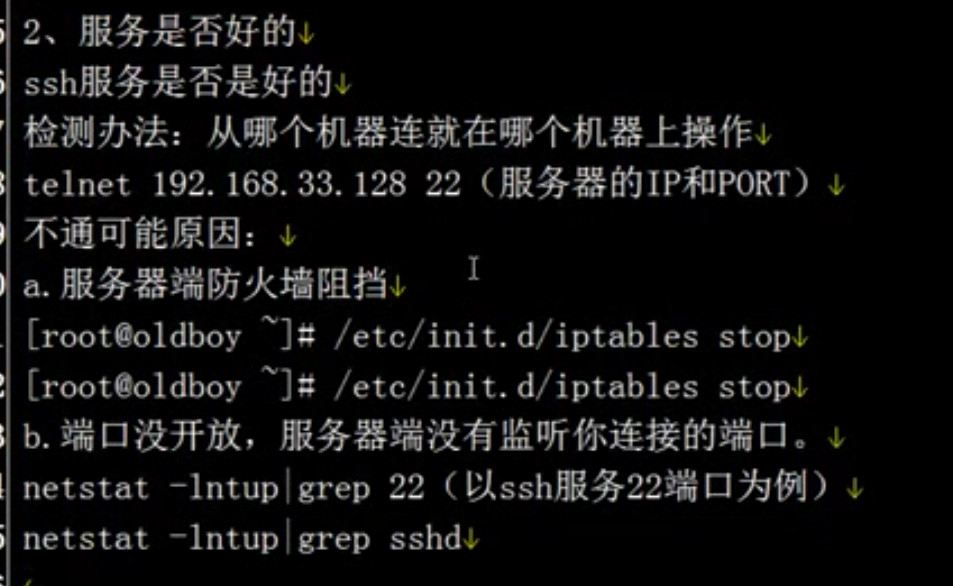 2、服务是否好的↓
ssh服务是否是好的↓
检测办法：从哪个机器连就在哪个机器上操作↓
telnet 192.168.33.128 22（服务器的IP和PORT）↓
不通可能原因：↓
a.服务器端防火墙阻挡↓
[root@oldboy ~]# /etc/init.d/iptables stop↓
[root@oldboy ~]# /etc/init.d/iptables stop↓
b.端口没开放，服务器端没有监听你连接的端口。↓
netstat -lntup|grep 22（以ssh服务22端口为例）↓
netstat -lntup|grep sshd↓